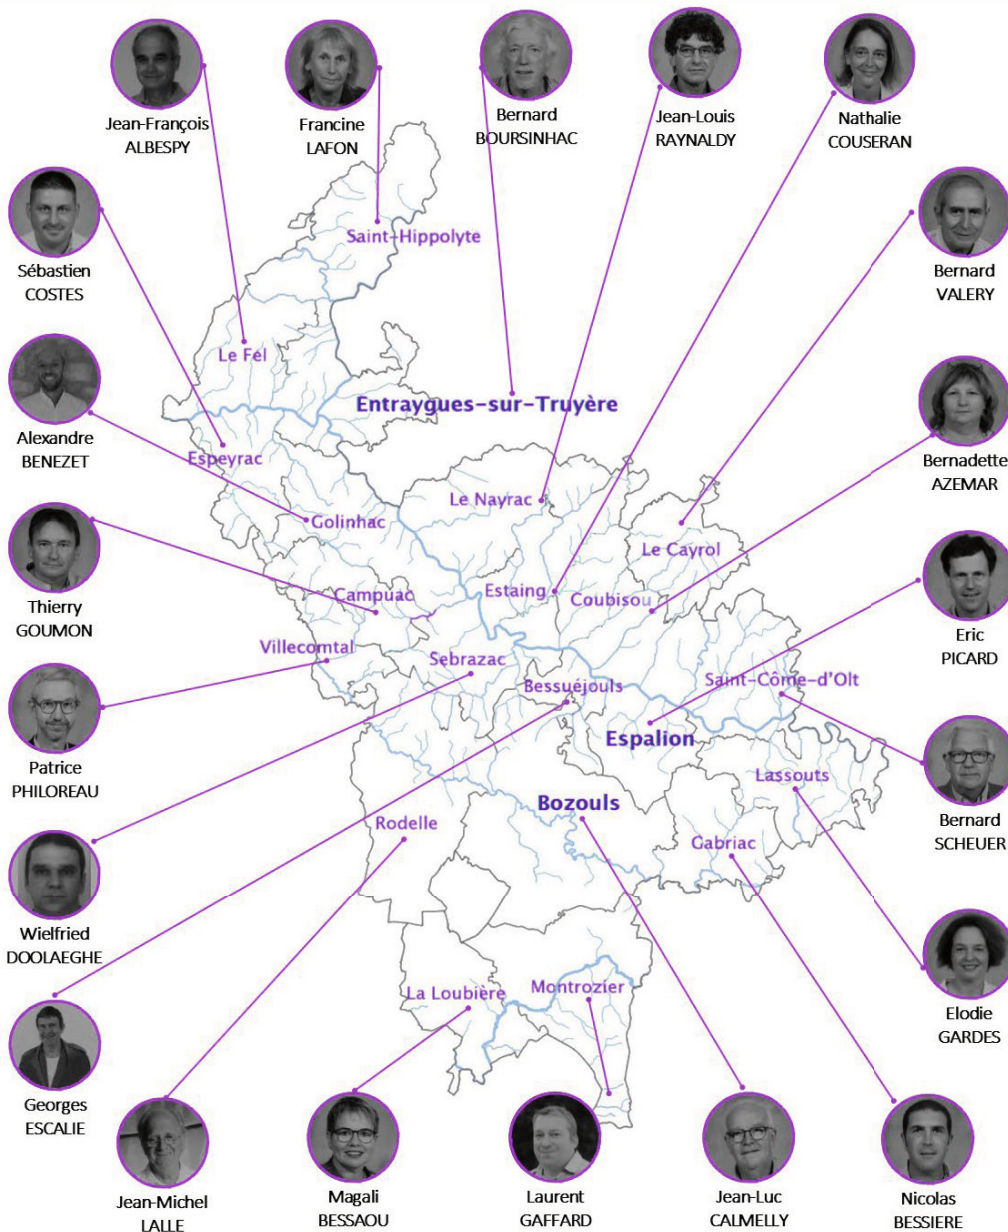 Jean-François
ALBESPY
Francine
LAFON
Bernard
BOURSINHAC
Jean-Louis
RAYNALDY
Nathalie
COUSERAN
Sébastien
COSTES
Bernard
VALERY
Alexandre
BENEZET
Bernadette
AZEMAR
Thierry
GOUMON
Eric
PICARD
Patrice
PHILOREAU
Bernard
SCHEUER
Wielfried
DOOLAEGHE
Elodie
GARDES
Georges
ESCALIE
Jean-Michel
LALLE
Magali
BESSAOU
Laurent
GAFFARD
Jean-Luc
CALMELLY
Nicolas
BESSIERE
Saint-Hippolyte
Le Fel
Entraygues-sur-Truyère
Espeyrac
Le Nayrac
Golinhac
Le Cayrol
Campuac
Estaing
Coubisou
Villecomtal
Sebrazac
Bessuéjouls
Saint-Côme-d'Olt
Espalion
Lassouts
Bozouls
Rodelle
Gabriac
La Loubière
Montrozier